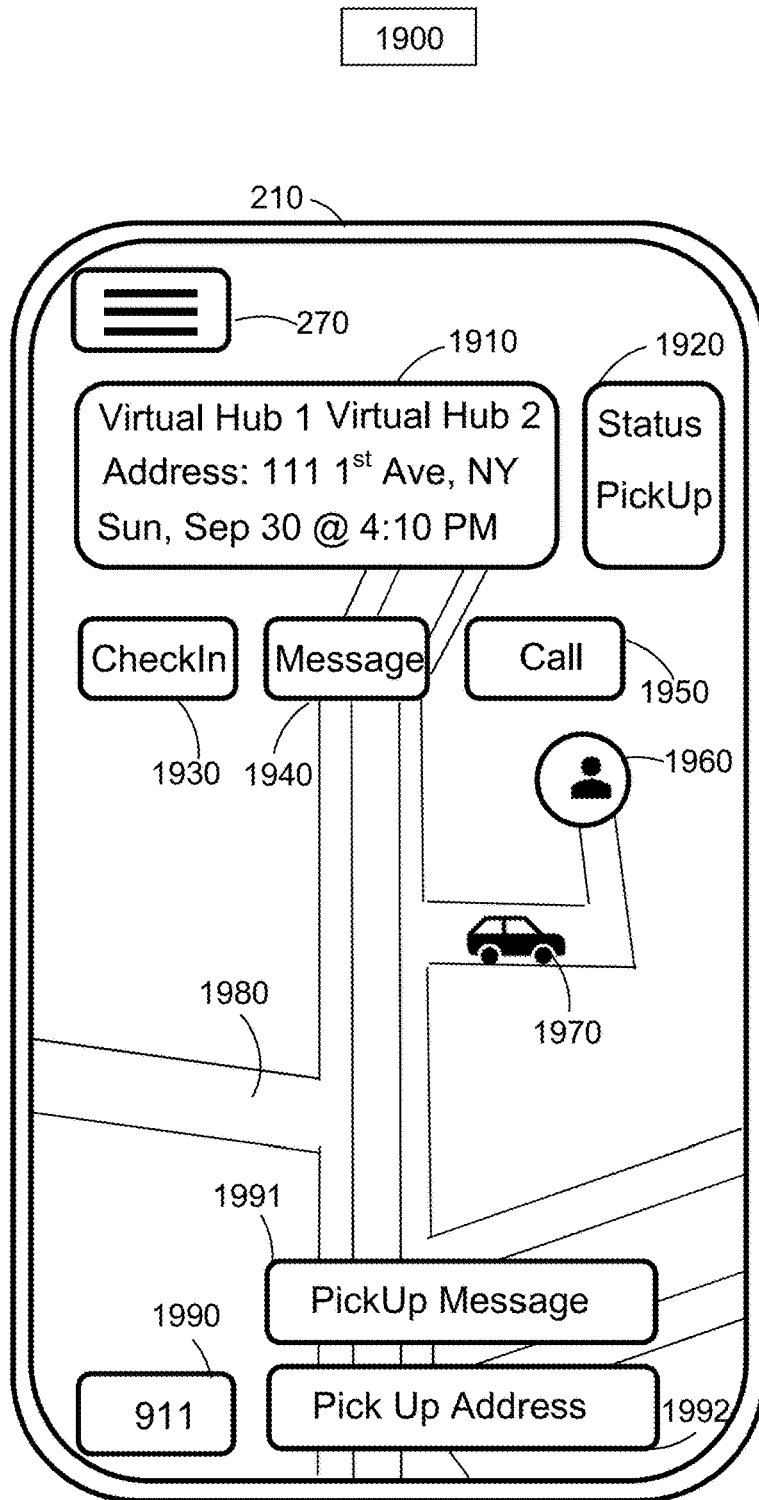 1900
210
270
1910
1920
Virtual Hub 1 Virtual Hub 2
Address: 111 1st Ave, NY
Sun, Sep 30 @ 4:10 PM
Status
PickUp
CheckIn
Message
Call
1930
1940
1950
1960
1970
1980
1991
PickUp Message
1990
911
Pick Up Address
1992